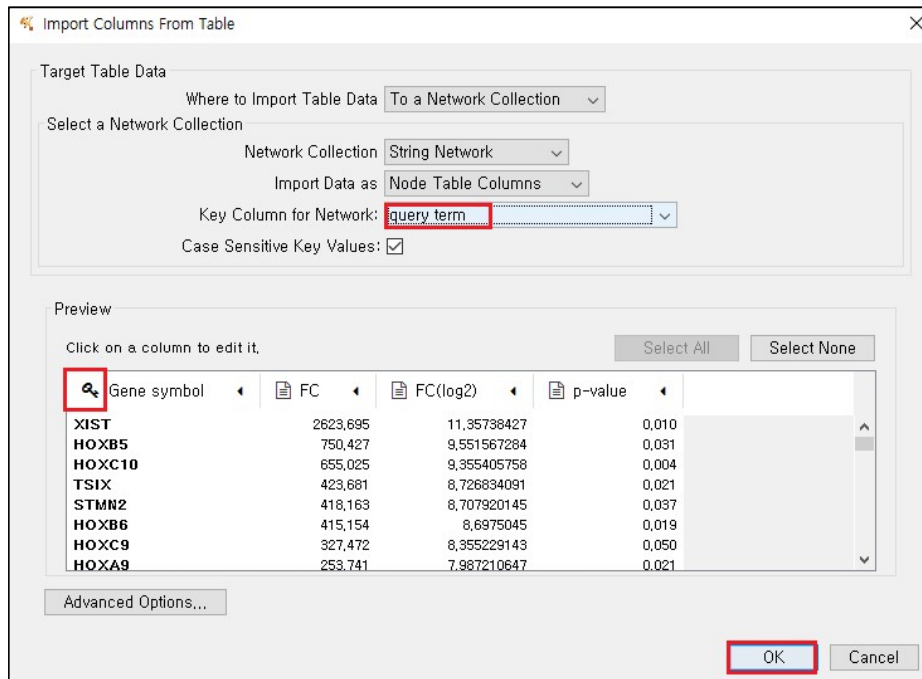 Import Columns From Table
Target Table Data
Where to Import Table Data To a Network Collection
Select a Network Collection
Network Collection String Network
Import Data as Node Table Columns
Key Column for Network: query term
Case Sensitive Key Values:
Preview
Click on a column to edit it, Select All Select None
Gene symbol FC FC(log2) p-value
XIST 2623,695 11,35738427 0,010
HOXB5 750,427 9,551567284 0,031
HOXC10 655,025 9,355405758 0,004
TSIX 423,681 8,726834091 0,021
STMN2 418,163 8,707920145 0,037
HOXB6 415,154 8,6975045 0,019
HOXC9 327,472 8,355229143 0,050
HOXA9 253,741 7,987210647 0,021
Advanced Options,,,
OK Cancel